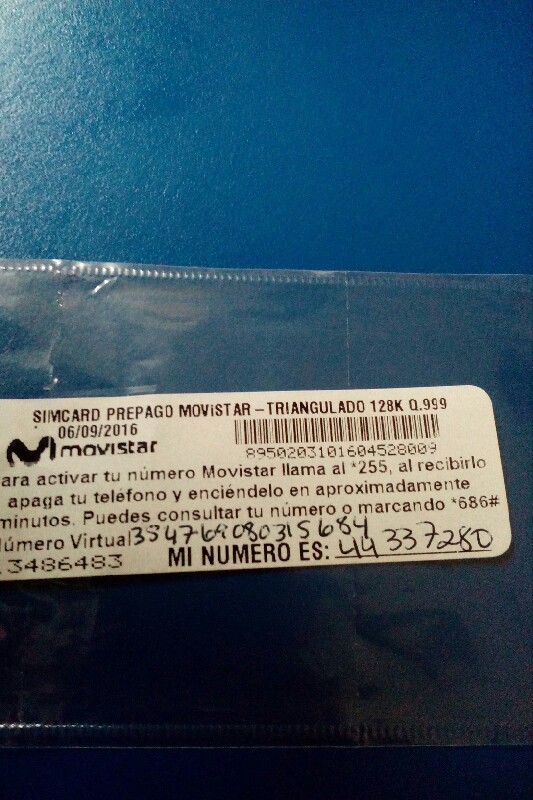 SIMCARD PREPAGO MOVISTAR - TRIANGULADO 128K Q.999
06/09/2016
movistar
8950203101604528009
ara activar tu número Movistar llama al *255, al recibirlo
apaga tu teléfono y enciéndelo en aproximadamente
minutos. Puedes consultar tu número o marcando *686#
úmero Virtual 354769080315684
3486483
MI NUMERO ES: 44337280